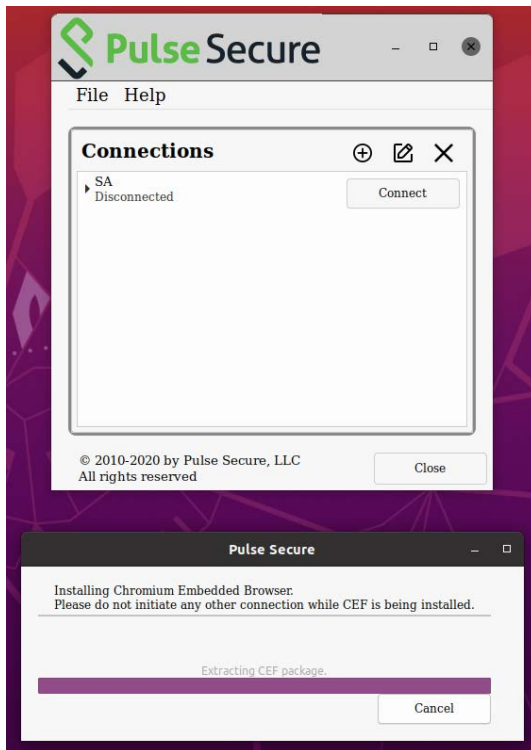 Pulse Secure
File Help
Connections
SA
Disconnected
Connect
© 2010-2020 by Pulse Secure, LLC
All rights reserved
Close
Pulse Secure
Installing Chromium Embedded Browser.
Please do not initiate any other connection while CEF is being installed.
Extracting CEF package.
Cancel